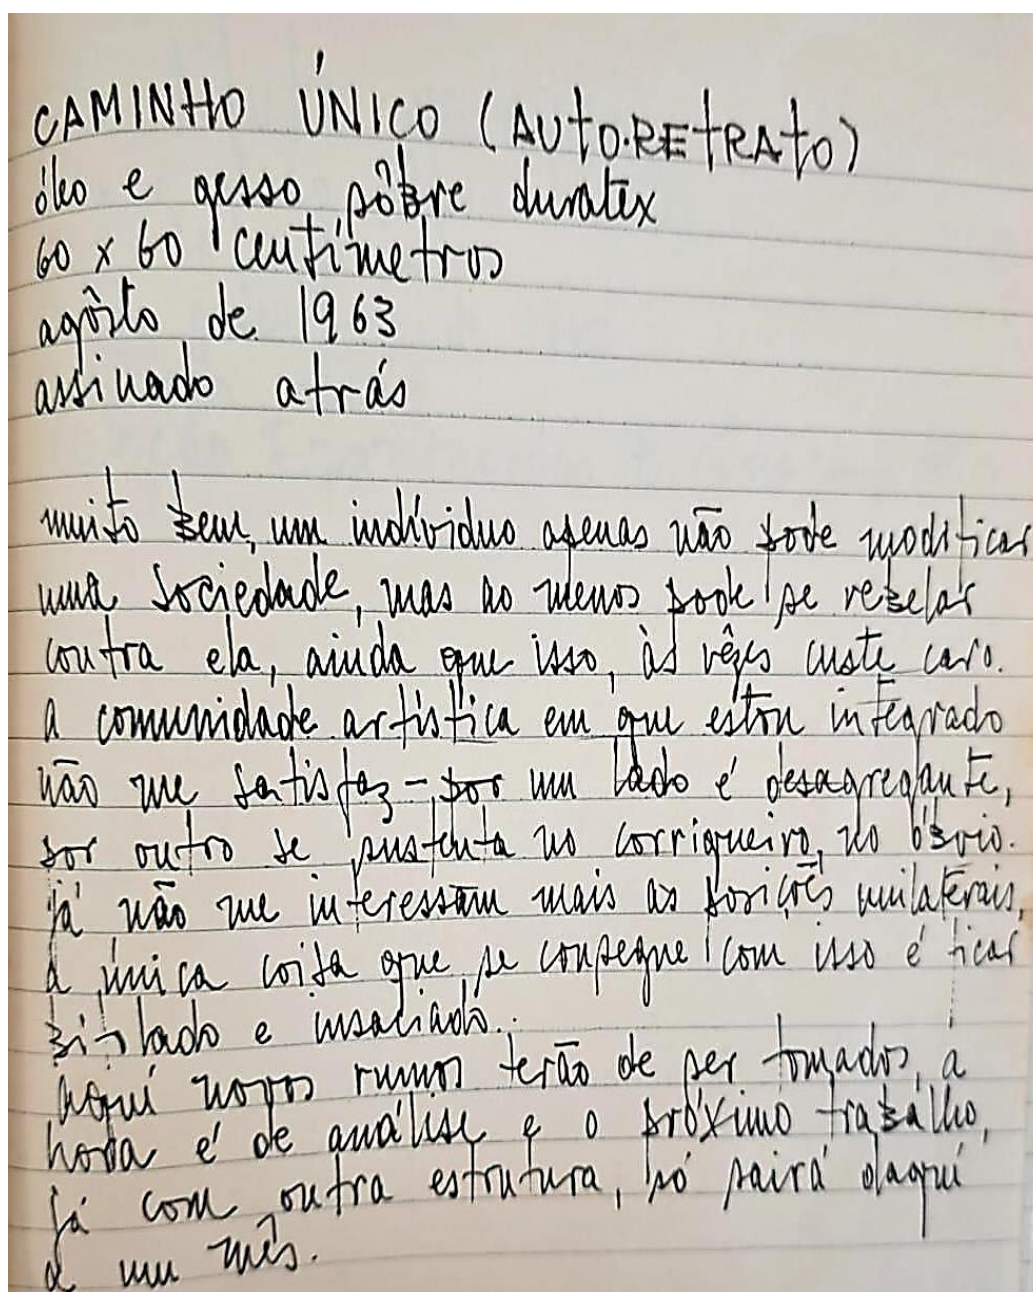 CAMINHO ÚNICO (AUTO-RETRATO)
óleo e gesso sôbre duratex
60 x 60 centímetros
agôsto de 1963
assinado atrás
muito bem, um indivíduo apenas não pode modificar
uma sociedade, mas ao menos pode se rebelar
contra ela, ainda que isso, às vêzes custe caro.
a comunidade artística em que estou integrado
não me satisfaz - por um lado é desagregante,
por outro se sustenta no corriqueiro, no óbvio.
já não me interessam mais as posições unilaterais,
a única coisa que se consegue com isso é ficar
bitolado e insaciado.
aquí novos rumos terão de ser tomados, a
hora é de análise e o próximo trabalho,
já com outra estrutura, só sairá daquí
a um mês.